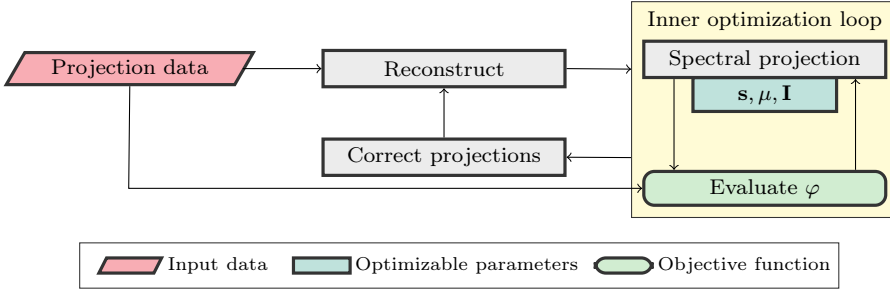 Inner optimization loop
Projection data
Reconstruct
Spectral projection
s, μ, I
Correct projections
Evaluate φ
Input data
Optimizable parameters
Objective function